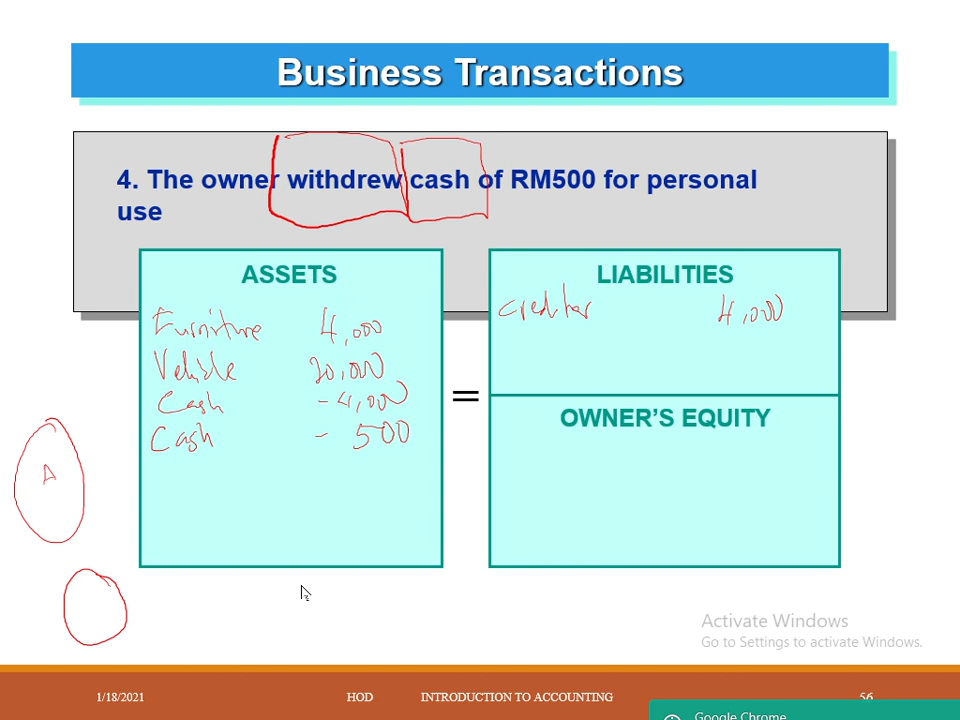 Business Transactions
4. The owner withdrew cash of RM500 for personal
use
ASSETS
Furniture 4,000
Vehicle 20,000
Cash - 4,000
Cash - 500
=
LIABILITIES
Creditor 4,000
OWNER'S EQUITY
A
Activate Windows
Go to Settings to activate Windows.
1/18/2021 HOD INTRODUCTION TO ACCOUNTING 56
Google Chrome